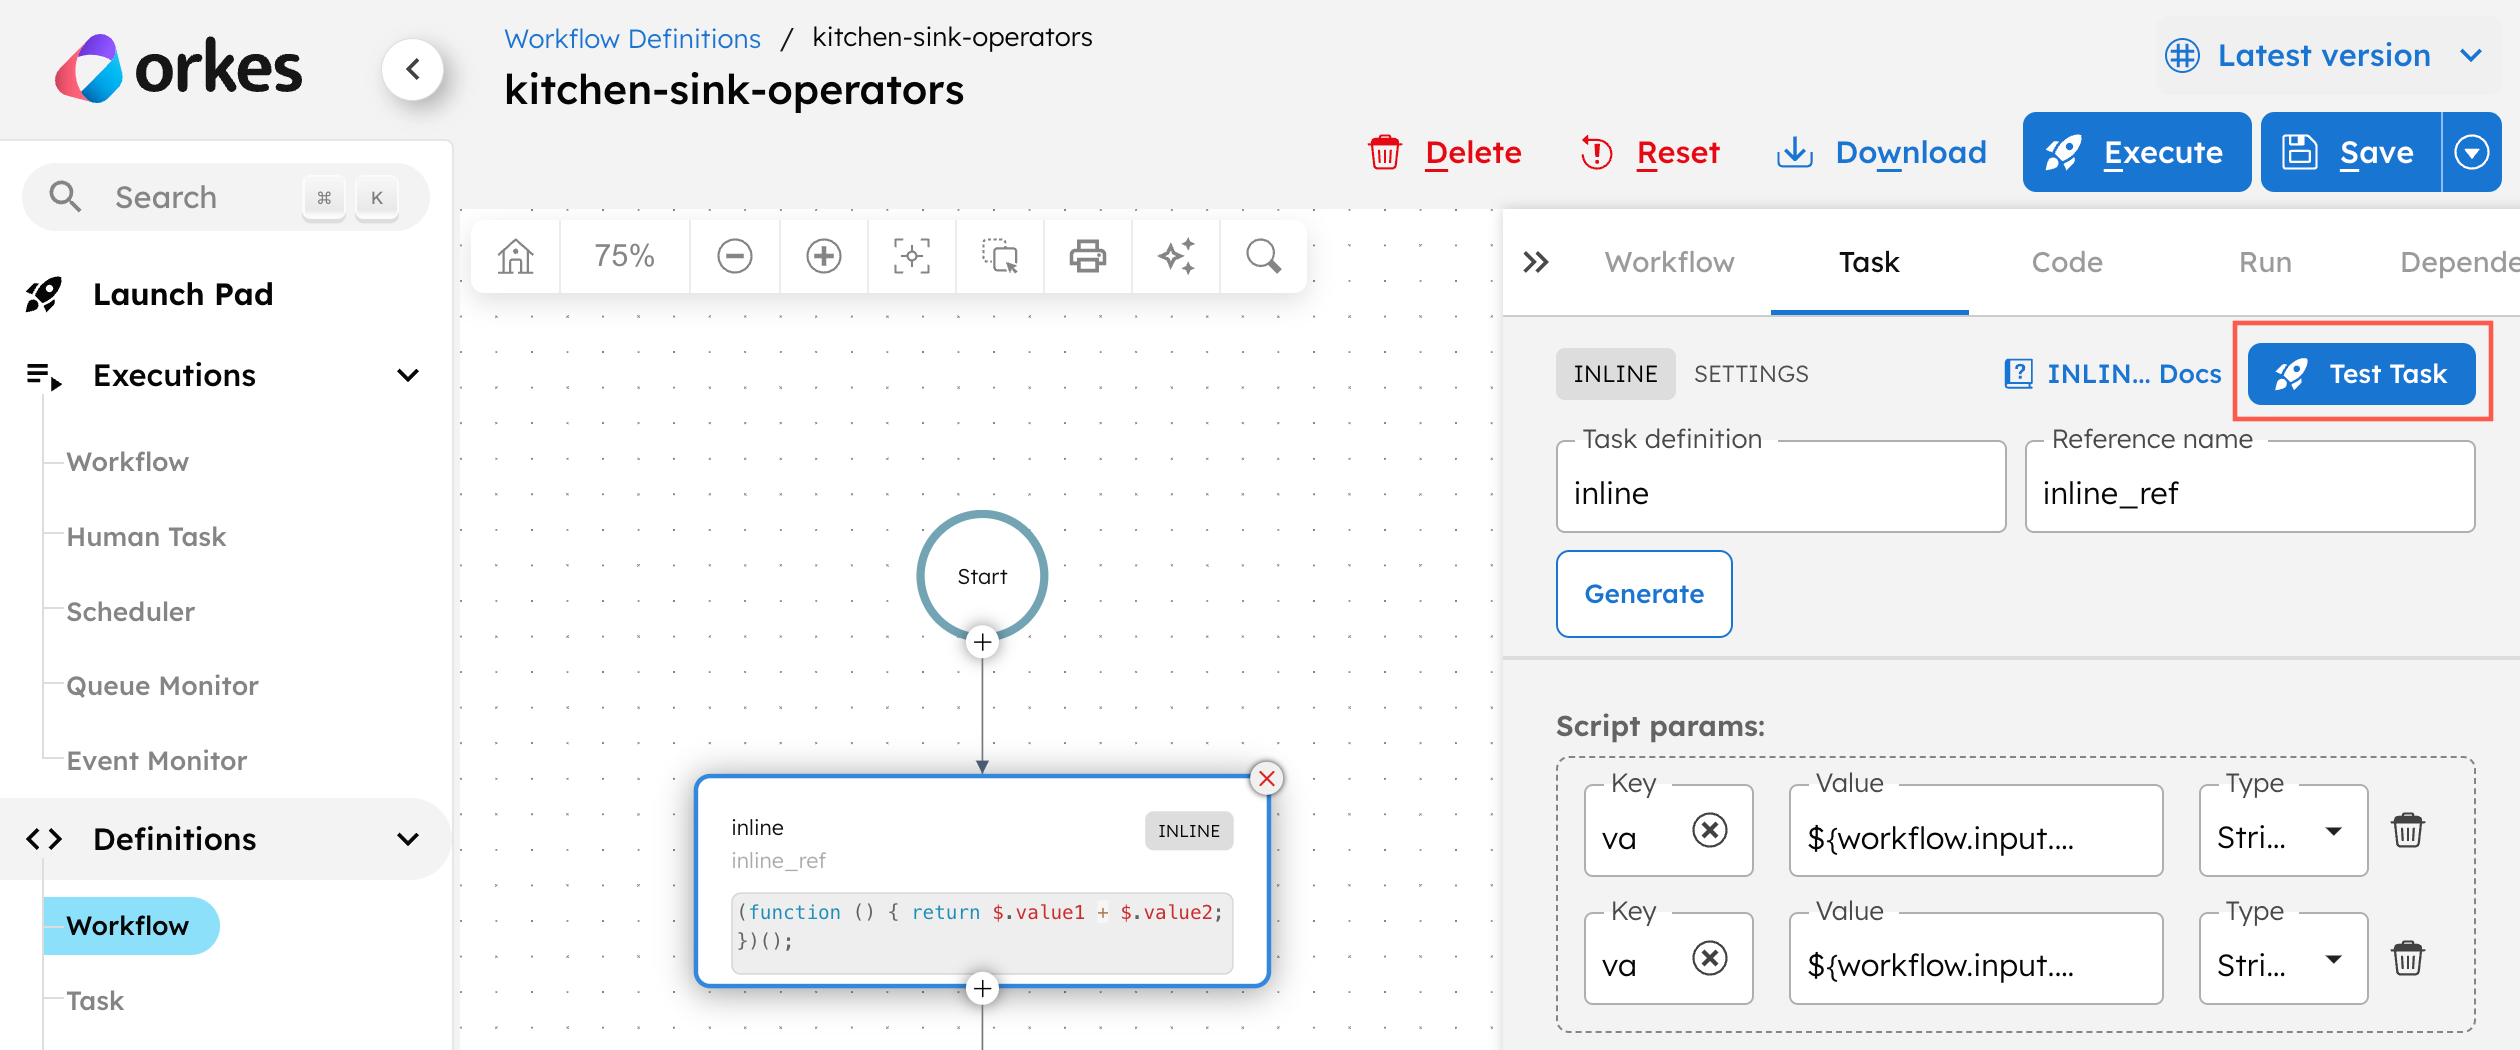 orkes
Workflow Definitions / kitchen-sink-operators
kitchen-sink-operators
Latest version
Delete
Reset
Download
Execute
Save
Search
⌘ K
Launch Pad
Executions
Workflow
Human Task
Scheduler
Queue Monitor
Event Monitor
Definitions
Workflow
Task
75%
Start
inline
INLINE
inline_ref
(function () { return $.value1 + $.value2;
})();
Workflow
Task
Code
Run
Depende
INLINE
SETTINGS
INLIN... Docs
Test Task
Task definition
inline
Reference name
inline_ref
Generate
Script params:
Key
va
Value
${workflow.input....
Type
Stri...
Key
va
Value
${workflow.input....
Type
Stri...